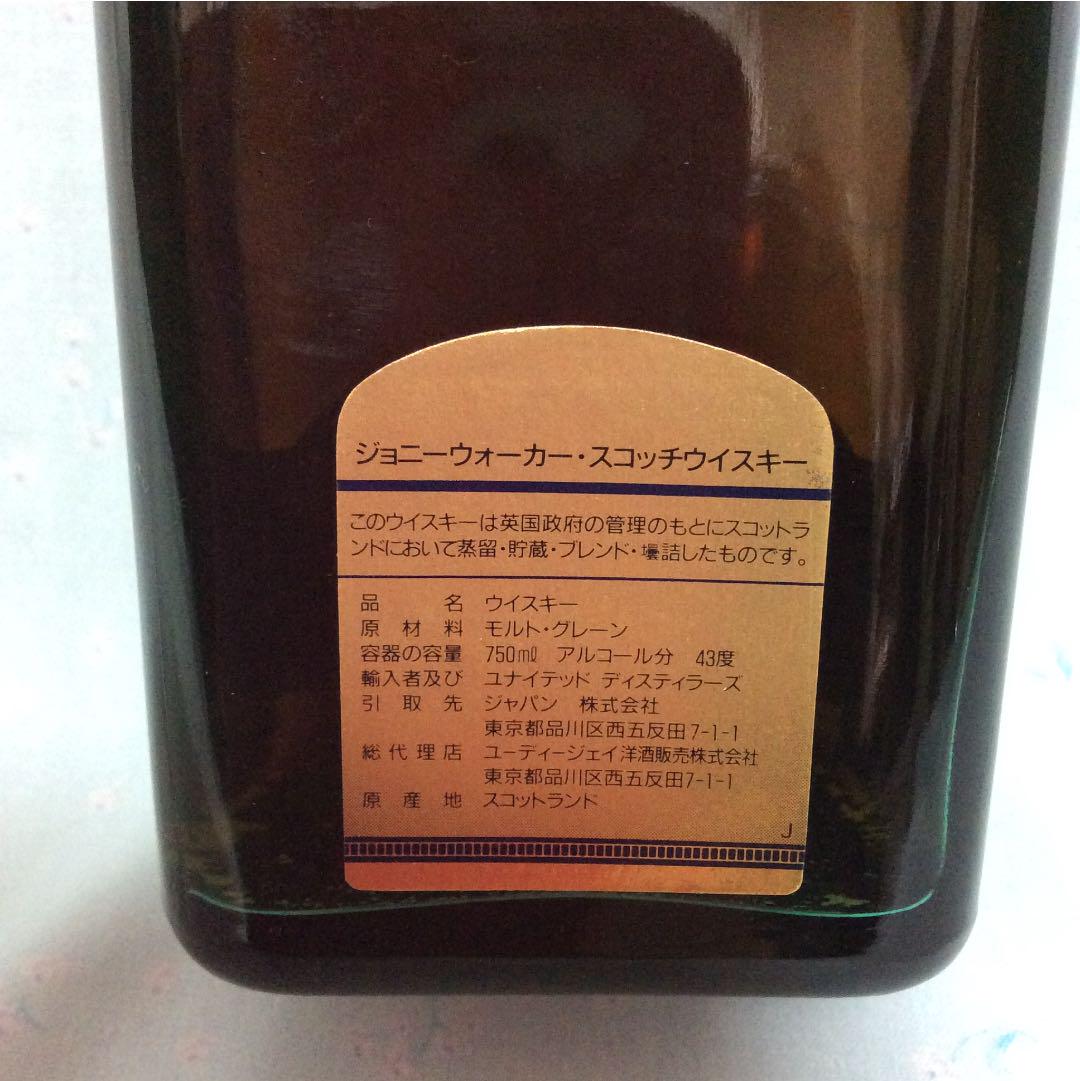 ジョニーウォーカー・スコッチウイスキー
このウイスキーは英国政府の管理のもとにスコットラ
ンドにおいて蒸留・貯蔵・ブレンド・壜詰したものです。
品名 ウイスキー
原材料 モルト・グレーン
容器の容量 750ml アルコール分 43度
輸入者及び ユナイテッド ディスティラーズ
引取先 ジャパン 株式会社
東京都品川区西五反田7-1-1
総代理店 ユーディージェイ洋酒販売株式会社
東京都品川区西五反田7-1-1
原産地 スコットランド
J